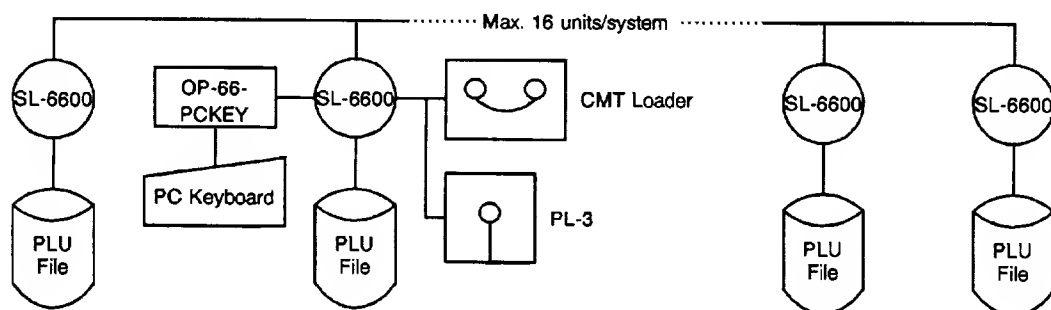 Max. 16 units/system
SL-6600
OP-66-
PCKEY
SL-6600
CMT Loader
SL-6600
SL-6600
PC Keyboard
PL-3
PLU
File
PLU
File
PLU
File
PLU
File